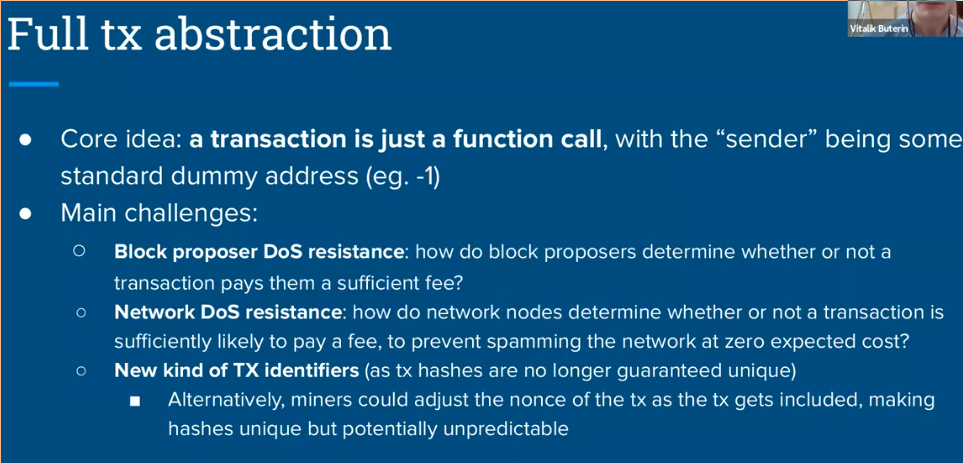 Full tx abstraction
Vitalik Buterin
● Core idea: a transaction is just a function call, with the “sender” being some
standard dummy address (eg. -1)
● Main challenges:
○ Block proposer DoS resistance: how do block proposers determine whether or not a
transaction pays them a sufficient fee?
○ Network DoS resistance: how do network nodes determine whether or not a transaction is
sufficiently likely to pay a fee, to prevent spamming the network at zero expected cost?
○ New kind of TX identifiers (as tx hashes are no longer guaranteed unique)
■ Alternatively, miners could adjust the nonce of the tx as the tx gets included, making
hashes unique but potentially unpredictable